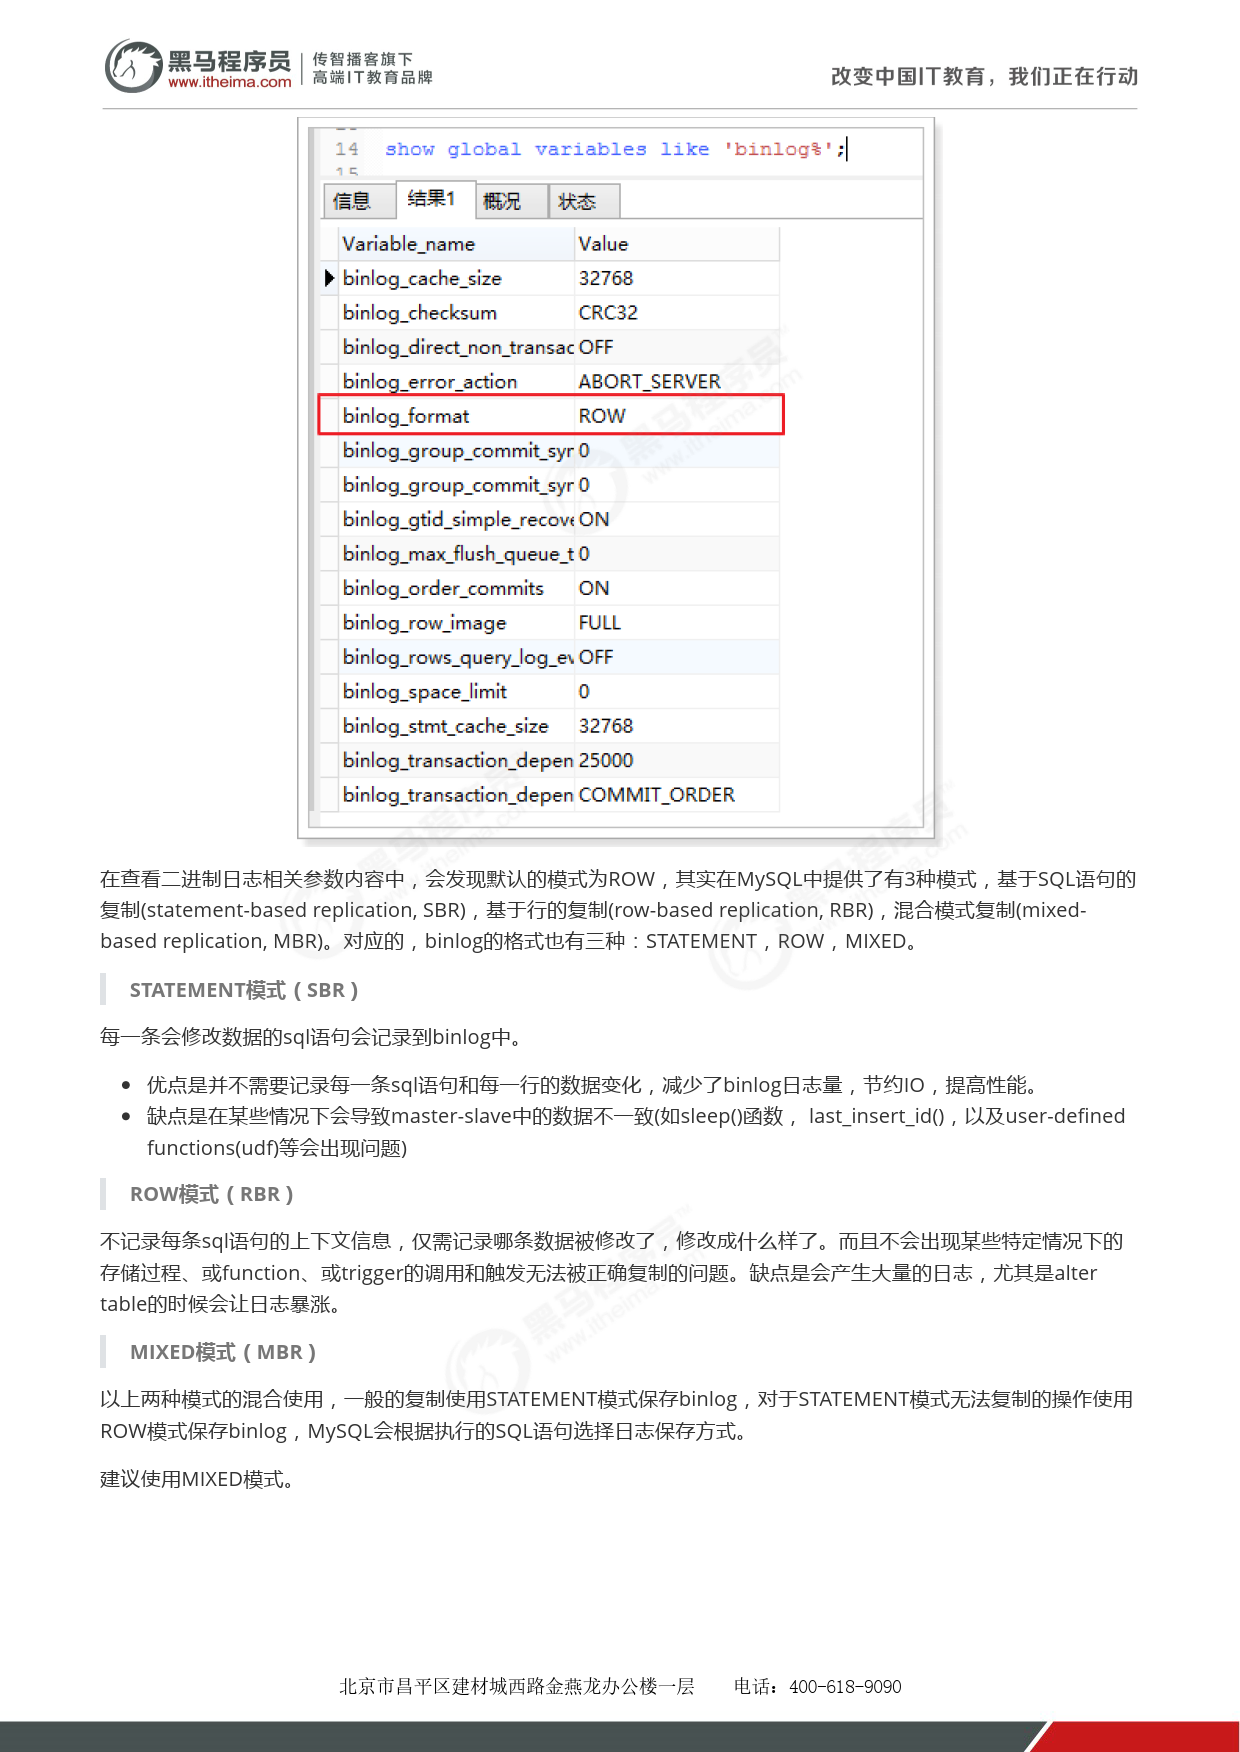 黑马程序员
www.itheima.com
传智播客旗下
高端IT教育品牌
改变中国IT教育，我们正在行动
14 show global variables like 'binlog%';
15
信息 结果1 概况 状态
Variable_name Value
binlog_cache_size 32768
binlog_checksum CRC32
binlog_direct_non_transac OFF
binlog_error_action ABORT_SERVER
binlog_format ROW
binlog_group_commit_syn 0
binlog_group_commit_syn 0
binlog_gtid_simple_recove ON
binlog_max_flush_queue_t 0
binlog_order_commits ON
binlog_row_image FULL
binlog_rows_query_log_ev OFF
binlog_space_limit 0
binlog_stmt_cache_size 32768
binlog_transaction_depen 25000
binlog_transaction_depen COMMIT_ORDER
在查看二进制日志相关参数内容中，会发现默认的模式为ROW，其实在MySQL中提供了有3种模式，基于SQL语句的
复制(statement-based replication, SBR)，基于行的复制(row-based replication, RBR)，混合模式复制(mixed-
based replication, MBR)。对应的，binlog的格式也有三种：STATEMENT，ROW，MIXED。
STATEMENT模式（SBR）
每一条会修改数据的sql语句会记录到binlog中。
• 优点是并不需要记录每一条sql语句和每一行的数据变化，减少了binlog日志量，节约IO，提高性能。
• 缺点是在某些情况下会导致master-slave中的数据不一致(如sleep()函数， last_insert_id()，以及user-defined
functions(udf)等会出现问题)
ROW模式（RBR）
不记录每条sql语句的上下文信息，仅需记录哪条数据被修改了，修改成什么样了。而且不会出现某些特定情况下的
存储过程、或function、或trigger的调用和触发无法被正确复制的问题。缺点是会产生大量的日志，尤其是alter
table的时候会让日志暴涨。
MIXED模式（MBR）
以上两种模式的混合使用，一般的复制使用STATEMENT模式保存binlog，对于STATEMENT模式无法复制的操作使用
ROW模式保存binlog，MySQL会根据执行的SQL语句选择日志保存方式。
建议使用MIXED模式。
北京市昌平区建材城西路金燕龙办公楼一层 电话：400-618-9090